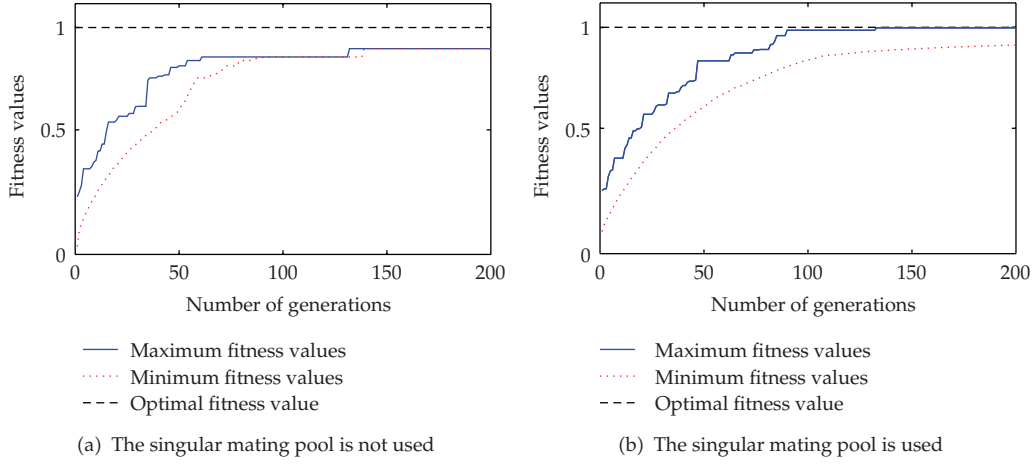 1
0.5
0
Fitness values
0
50
100
150
200
Number of generations
Maximum fitness values
Minimum fitness values
Optimal fitness value
(a) The singular mating pool is not used
1
0.5
0
Fitness values
0
50
100
150
200
Number of generations
Maximum fitness values
Minimum fitness values
Optimal fitness value
(b) The singular mating pool is used